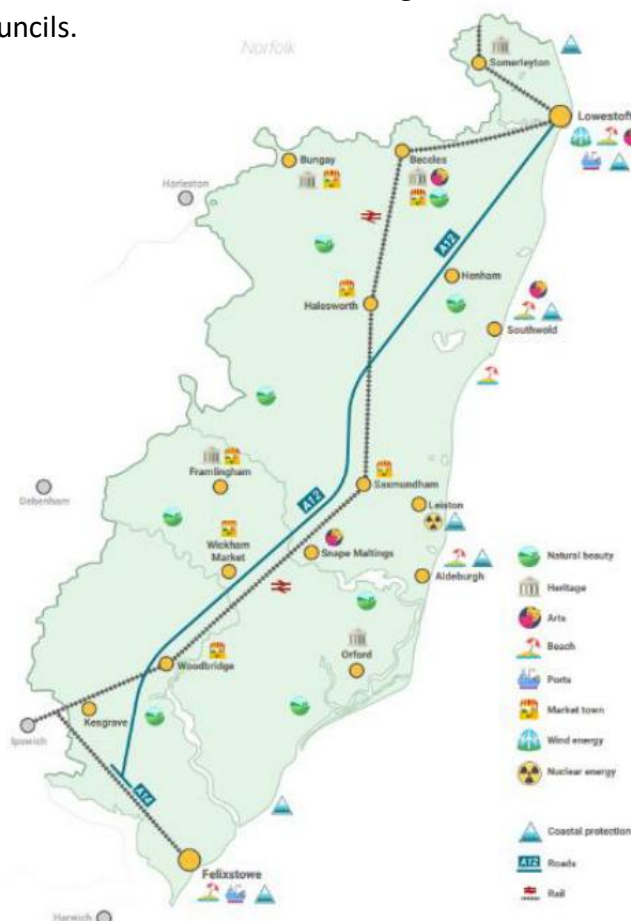 uncils.
Norfolk
Somerleyton
Lowestoft
Bungay
Beccles
Horleston
A12
Henham
Halesworth
Southwold
Framlingham
Saxmundham
Debenham
A12
Leiston
Wickham
Market
Snape Maltings
Aldeburgh
Woodbridge
Orford
Kesgrave
Ipswich
A14
Felixstowe
Harwich
Natural beauty
Heritage
Arts
Beach
Ports
Market town
Wind energy
Nuclear energy
Coastal protection
A12 Roads
Rail